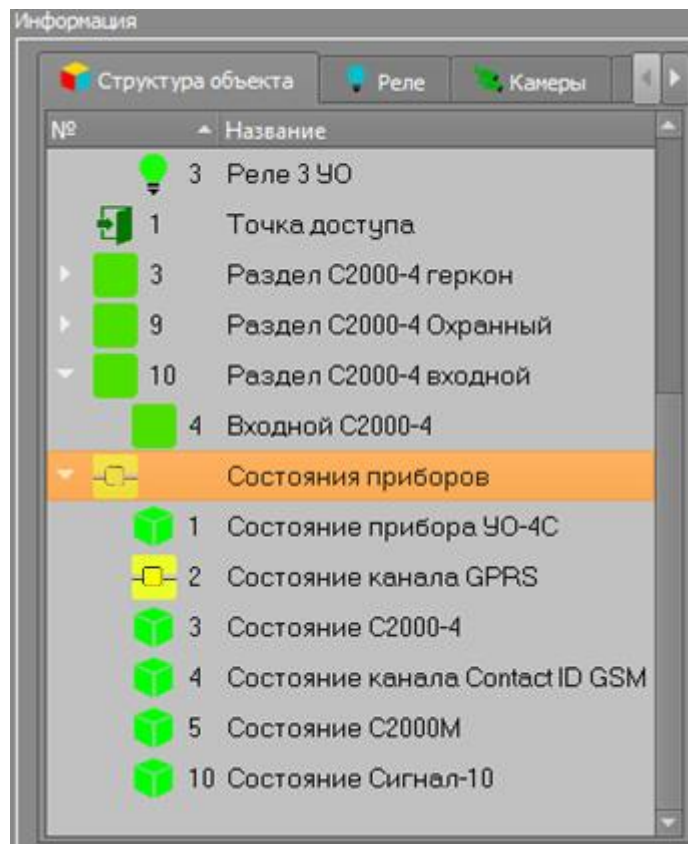 Информация
Структура объекта Реле Камеры
№ Название
3 Реле 3 УО
1 Точка доступа
3 Раздел С2000-4 геркон
9 Раздел С2000-4 Охранный
10 Раздел С2000-4 входной
4 Входной С2000-4
Состояния приборов
1 Состояние прибора УО-4С
2 Состояние канала GPRS
3 Состояние С2000-4
4 Состояние канала Contact ID GSM
5 Состояние С2000М
10 Состояние Сигнал-10